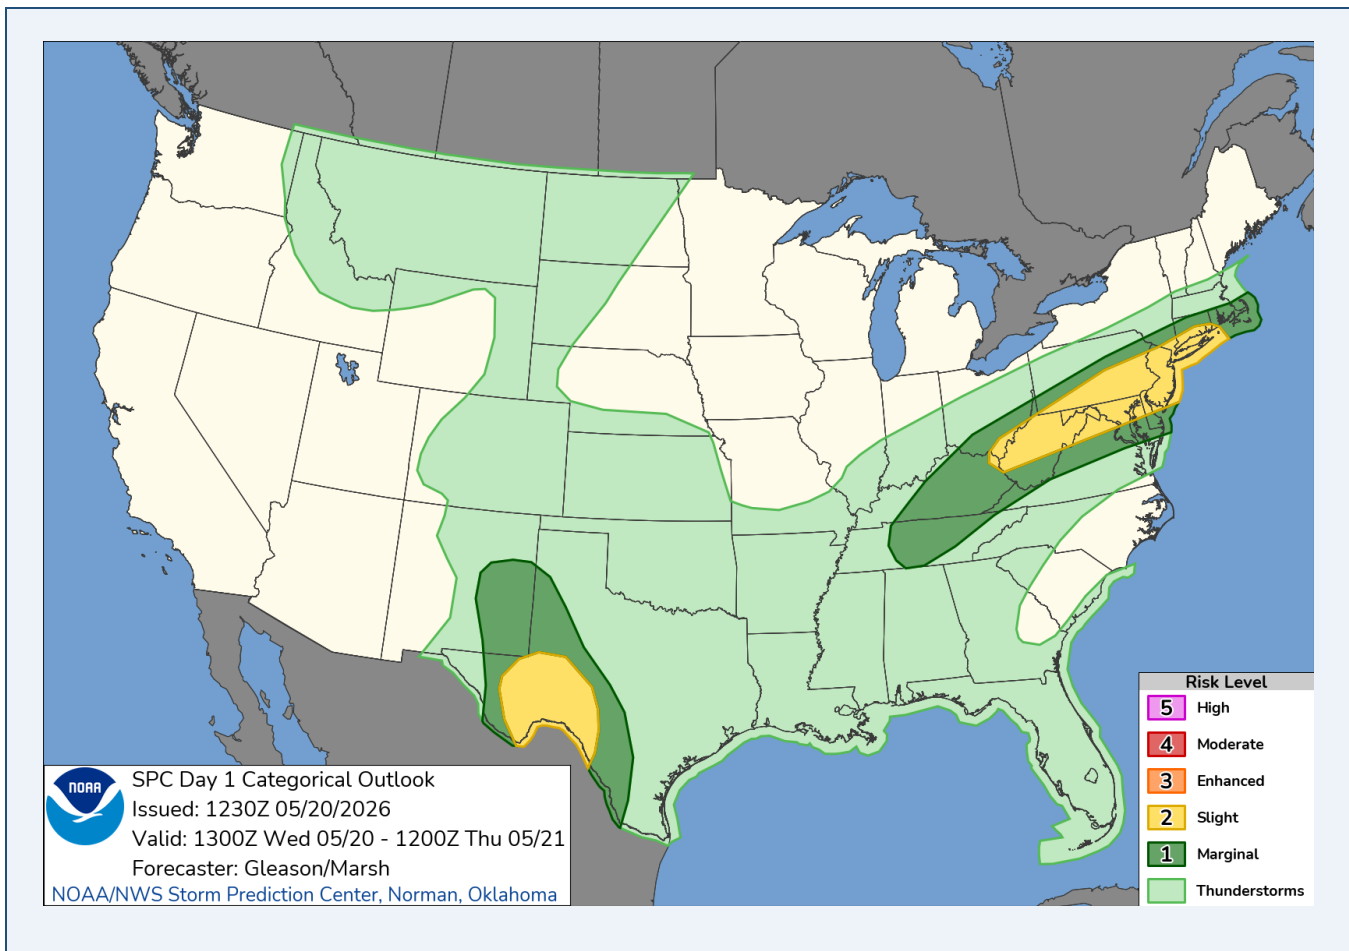 Risk Level
5 High
4 Moderate
3 Enhanced
2 Slight
1 Marginal
Thunderstorms
NOAA
SPC Day 1 Categorical Outlook
Issued: 1230Z 05/20/2026
Valid: 1300Z Wed 05/20 - 1200Z Thu 05/21
Forecaster: Gleason/Marsh
NOAA/NWS Storm Prediction Center, Norman, Oklahoma